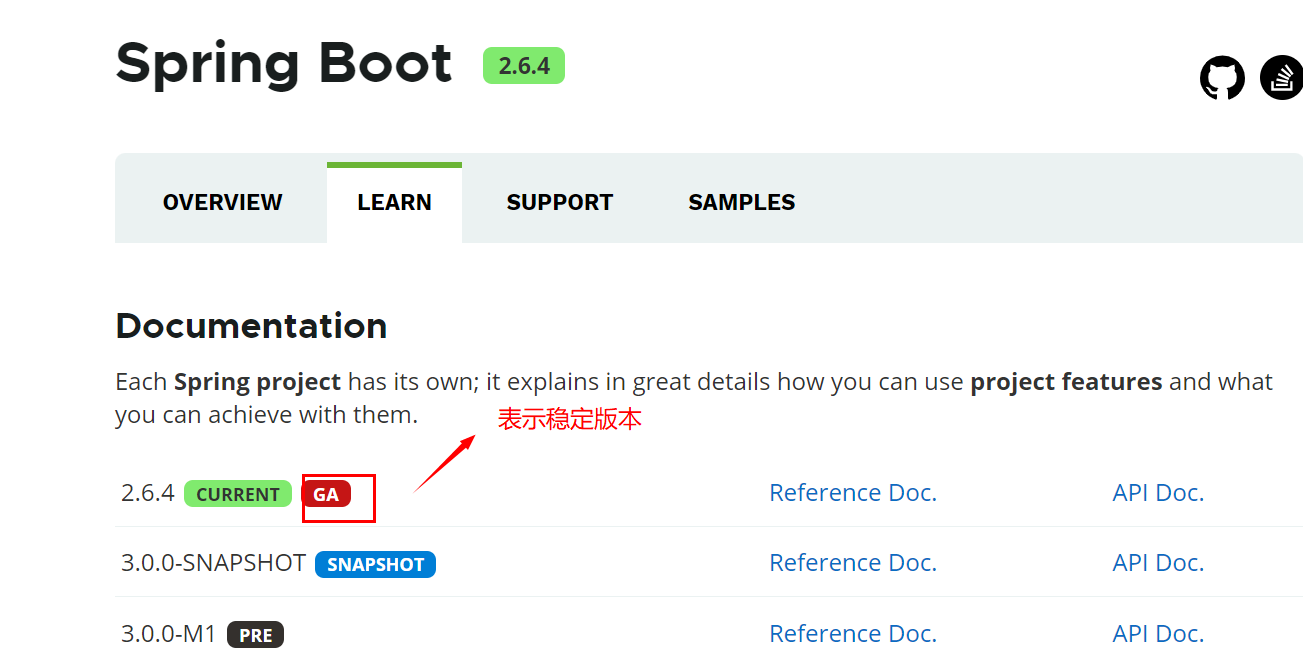 Spring Boot 2.6.4
OVERVIEW LEARN SUPPORT SAMPLES
Documentation
Each Spring project has its own; it explains in great details how you can use project features and what
you can achieve with them.
表示稳定版本
2.6.4 CURRENT GA Reference Doc. API Doc.
3.0.0-SNAPSHOT SNAPSHOT Reference Doc. API Doc.
3.0.0-M1 PRE Reference Doc. API Doc.